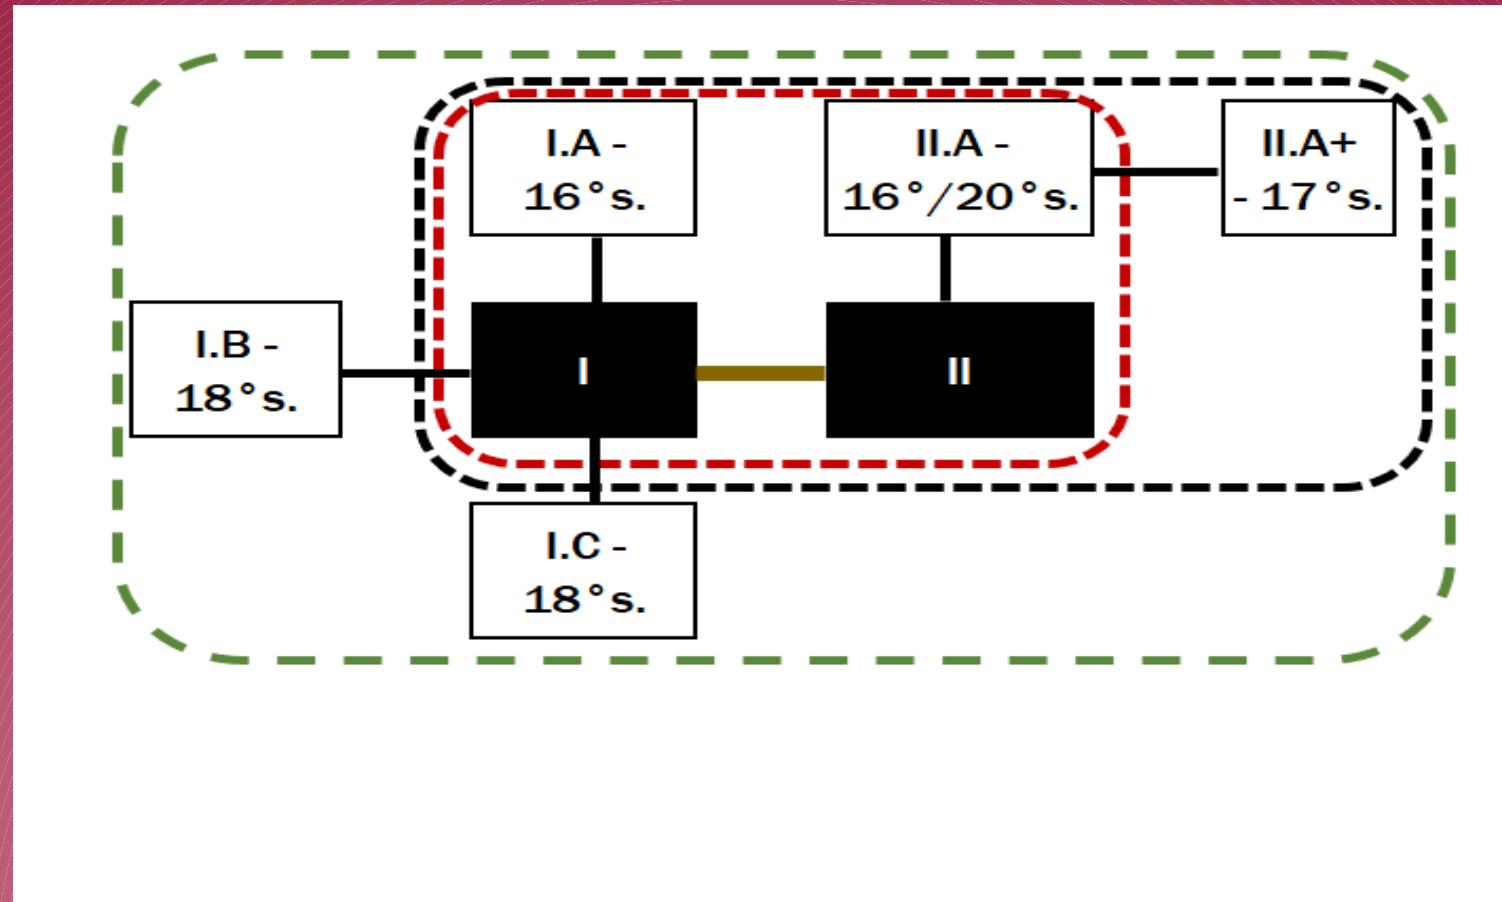 I.A -
16°s.
II.A -
16°/20°s.
II.A+
- 17°s.
I.B -
18°s.
I
II
I.C -
18°s.